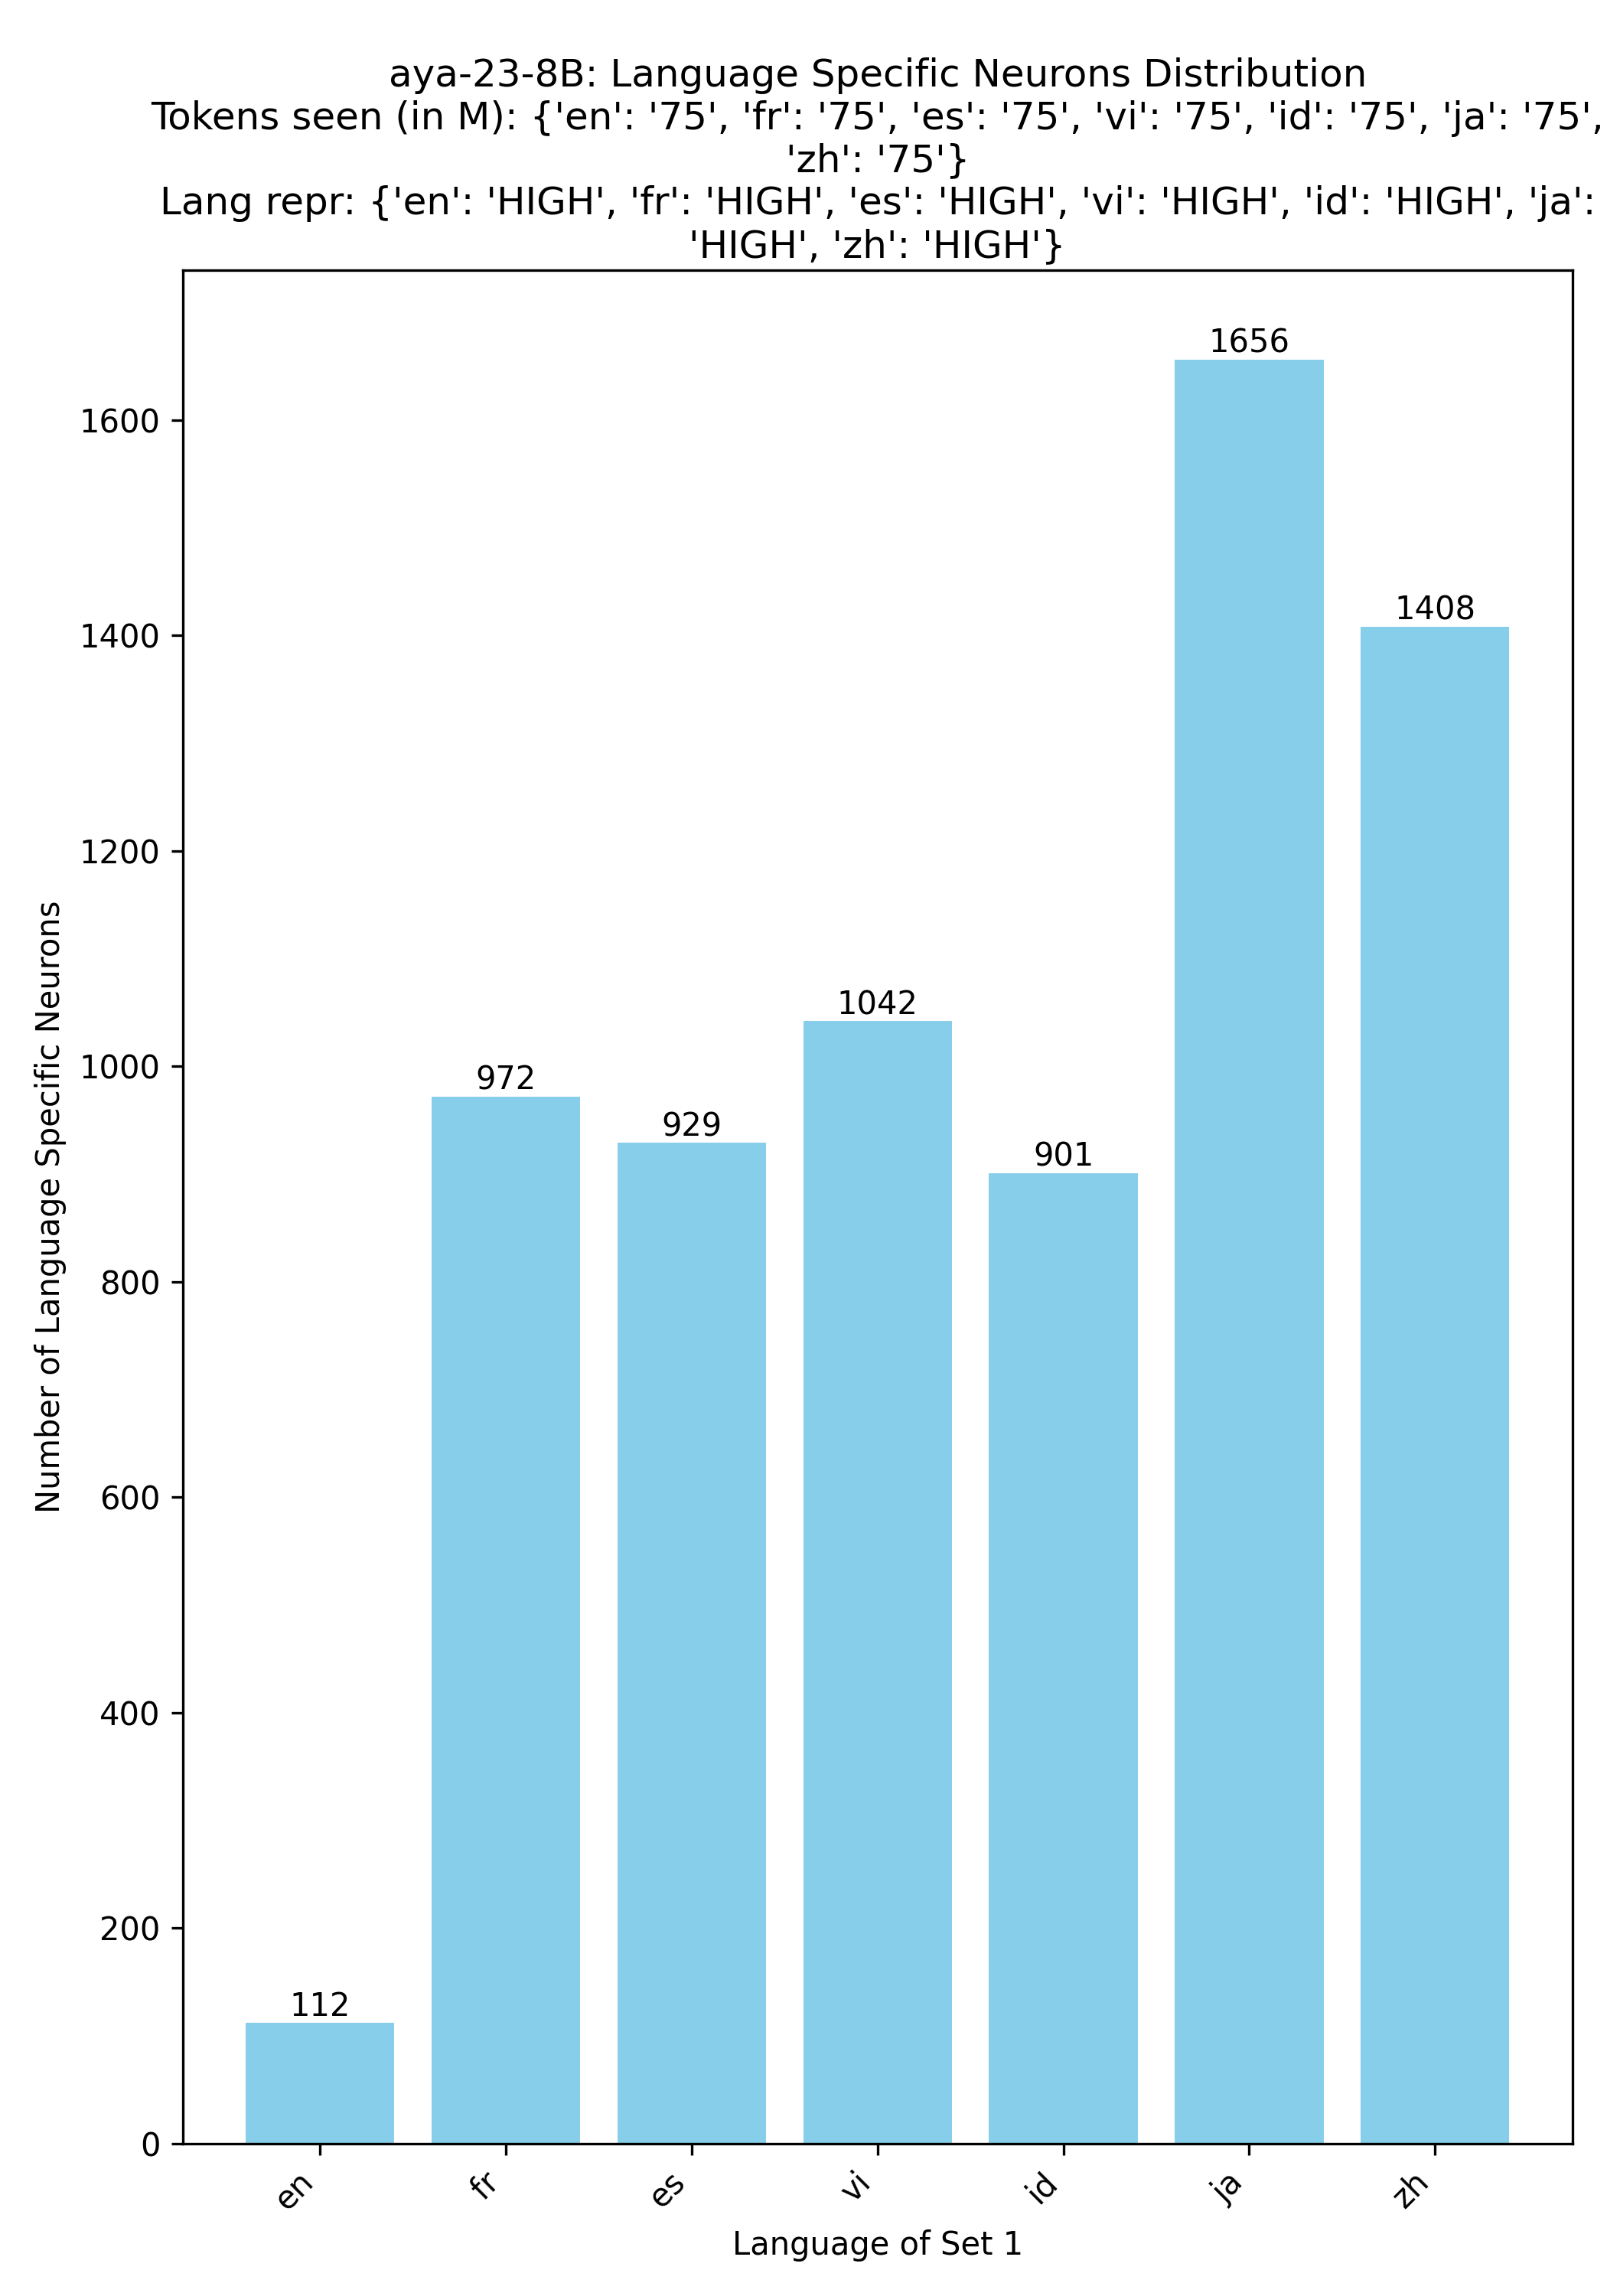 aya-23-8B: Language Specific Neurons Distribution
Tokens seen (in M): {'en': '75', 'fr': '75', 'es': '75', 'vi': '75', 'id': '75', 'ja': '75',
'zh': '75'}
Lang repr: {'en': 'HIGH', 'fr': 'HIGH', 'es': 'HIGH', 'vi': 'HIGH', 'id': 'HIGH', 'ja':
'HIGH', 'zh': 'HIGH'}
Number of Language Specific Neurons
1600
1400
1200
1000
800
600
400
200
0
112
972
929
1042
901
1656
1408
en
fr
es
vi
id
ja
zh
Language of Set 1